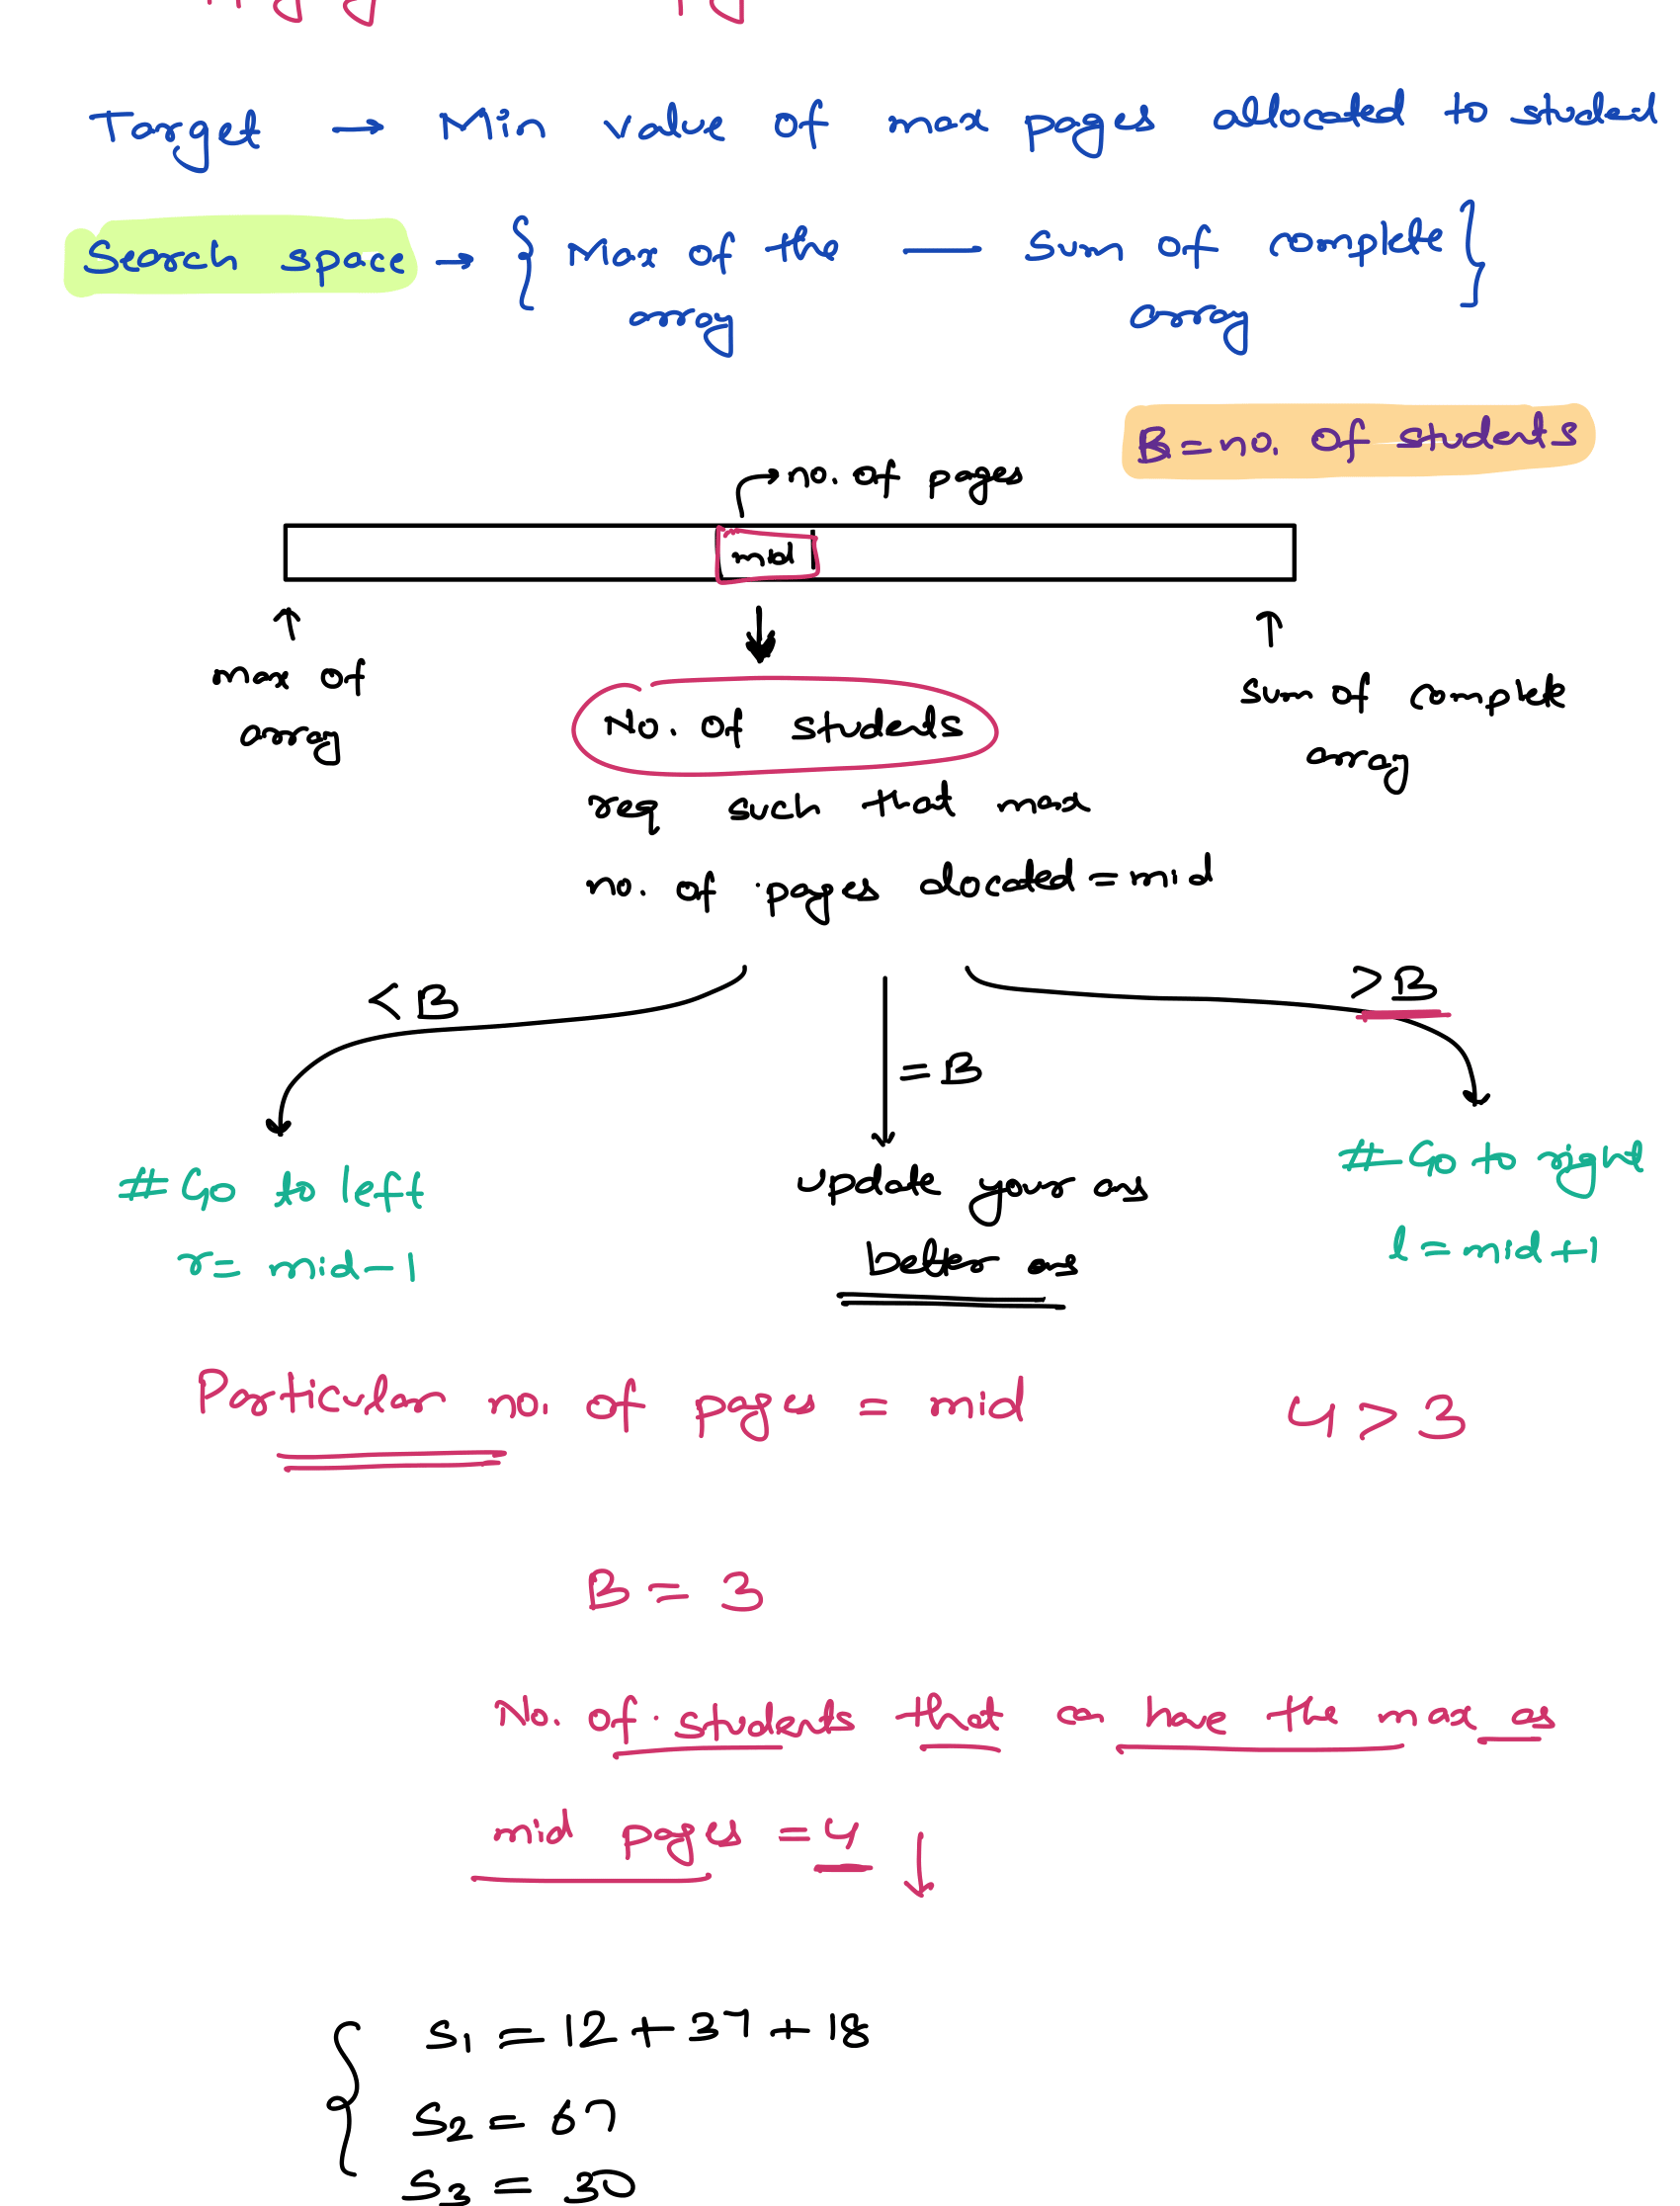 Target → Min value of max pages allocated to student
Search space → { Max of the array — Sum of complete array }
B = no. of students
→ no. of pages
mid
↑ max of array
↑ sum of complete array
No. of students
req such that max
no. of pages alocated = mid
< B
= B
> B
# Go to left
r = mid - 1
update your ans
better ans
# Go to right
l = mid + 1
Particular no. of pages = mid
4 > 3
B = 3
No. of students that can have the max as
mid pages = 4 ↓
S1 = 12 + 37 + 18
S2 = 67
S3 = 30